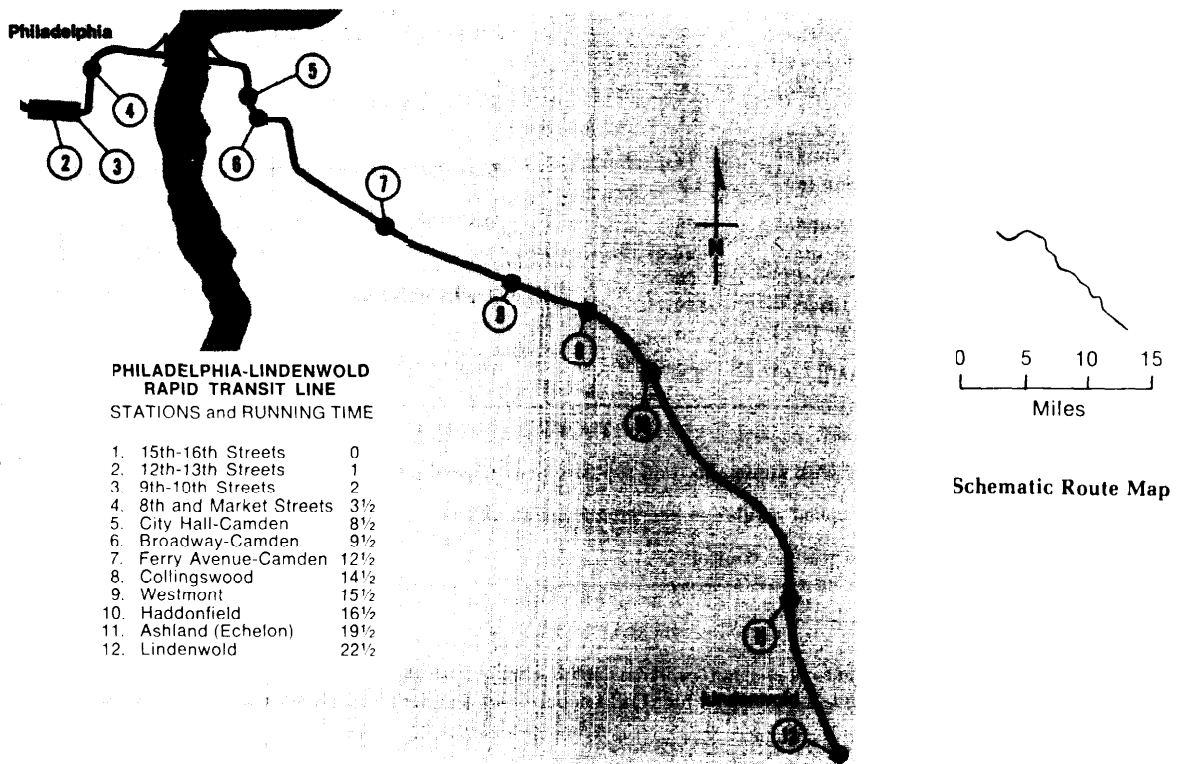 Philadelphia
2
3
4
5
6
7
8
9
N
PHILADELPHIA-LINDENWOLD
RAPID TRANSIT LINE
STATIONS and RUNNING TIME
1. 15th-16th Streets 0
2. 12th-13th Streets 1
3. 9th-10th Streets 2
4. 8th and Market Streets 3½
5. City Hall-Camden 8½
6. Broadway-Camden 9½
7. Ferry Avenue-Camden 12½
8. Collingswood 14½
9. Westmont 15½
10. Haddonfield 16½
11. Ashland (Echelon) 19½
12. Lindenwold 22½
0 5 10 15
Miles
Schematic Route Map